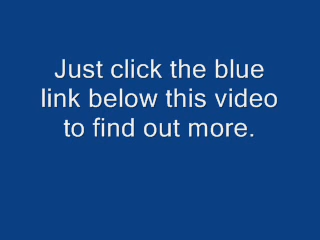 Just click the blue
link below this video
to find out more.